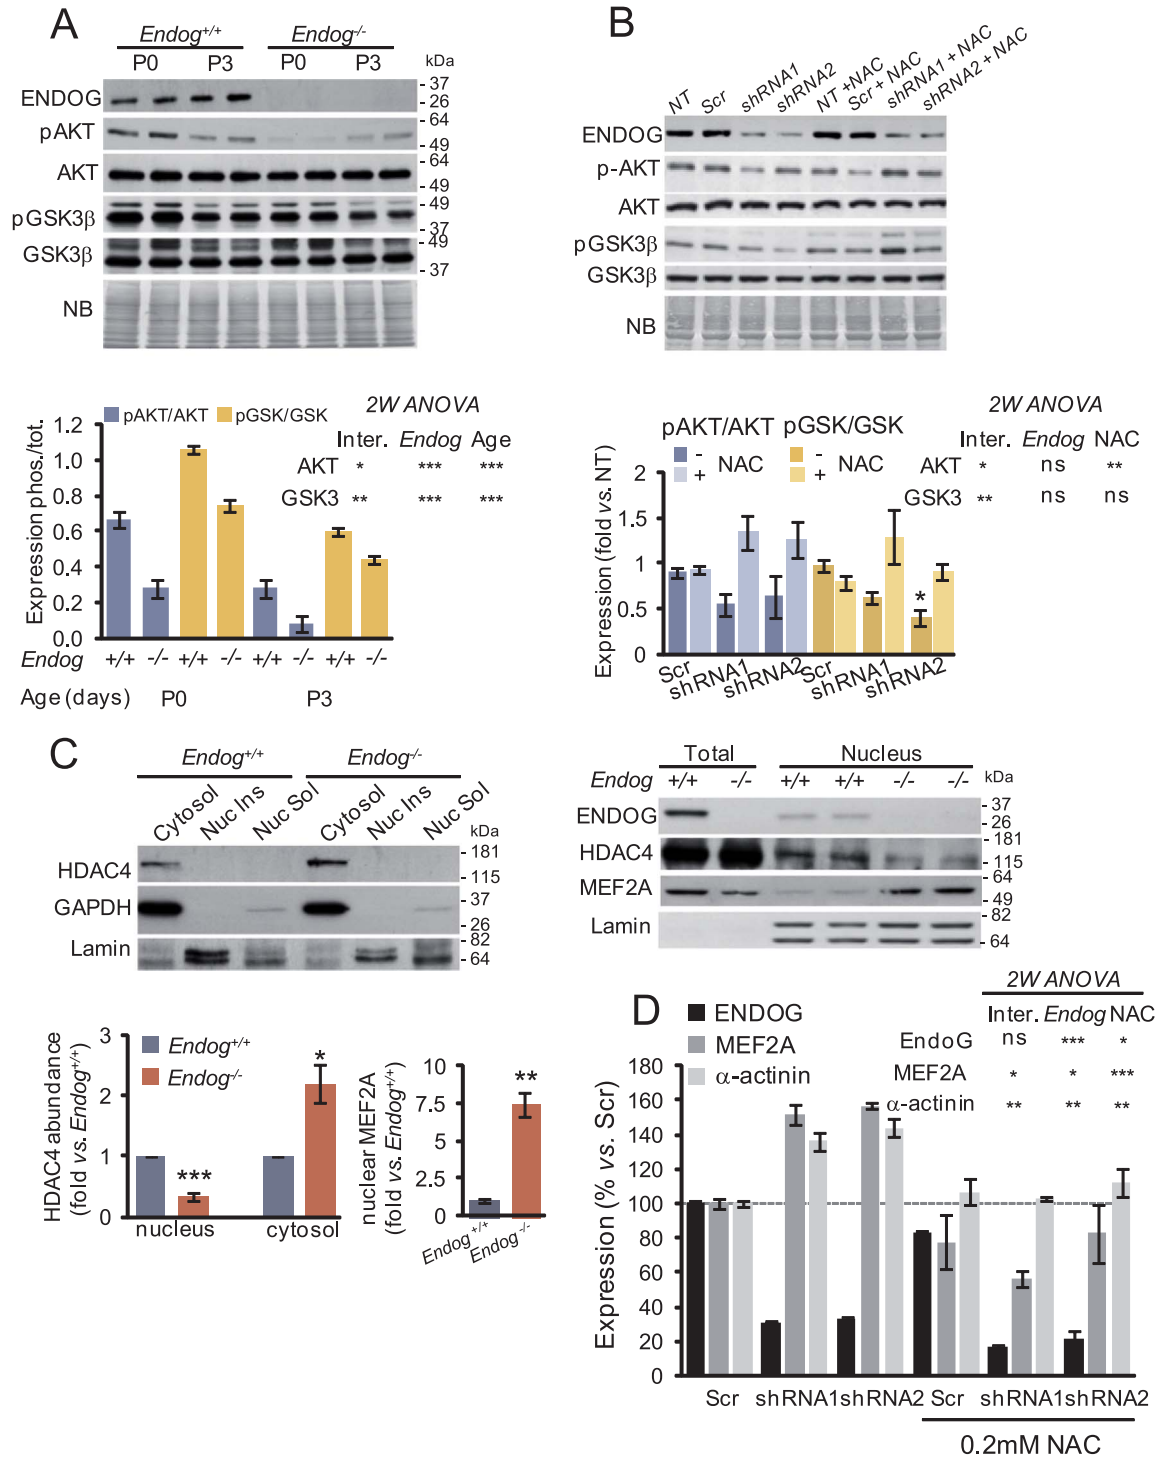 A
Endog+/+ Endog-/-
P0 P3 P0 P3 kDa
ENDOG - 37
- 26
pAKT - 64
- 49
AKT - 64
- 49
pGSK3β - 49
- 37
GSK3β - 49
- 37
NB
pAKT/AKT pGSK/GSK 2W ANOVA
Inter. Endog Age
AKT * *** ***
GSK3 ** *** ***
Expression phos./tot.
1.2
1.0
0.8
0.6
0.4
0.2
0.0
Endog +/+ -/- +/+ -/- +/+ -/- +/+ -/-
Age (days) P0 P3
B
NT Scr shRNA1 shRNA2 NT +NAC Scr + NAC shRNA1 + NAC shRNA2 + NAC
ENDOG
p-AKT
AKT
pGSK3β
GSK3β
NB
2W ANOVA
pAKT/AKT pGSK/GSK Inter. Endog NAC
- NAC - NAC AKT * ns **
+ +
GSK3 ** ns ns
Expression (fold vs. NT)
2
1.5
1
0.5
0
*
Scr shRNA1 shRNA2 Scr shRNA1 shRNA2
C
Endog+/+ Endog-/-
Cytosol Nuc Ins Nuc Sol Cytosol Nuc Ins Nuc Sol
kDa
HDAC4 - 181
- 115
GAPDH - 37
- 26
Lamin - 82
- 64
Total Nucleus
Endog +/+ -/- +/+ +/+ -/- -/- kDa
ENDOG - 37
- 26
HDAC4 - 181
- 115
MEF2A - 64
- 49
Lamin - 82
- 64
HDAC4 abundance
(fold vs. Endog+/+)
3
2
1
0
Endog+/+
Endog-/-
***
*
nucleus cytosol
nuclear MEF2A
(fold vs. Endog+/+)
10
7.5
5
2.5
0
**
Endog+/+ Endog-/-
D
ENDOG
MEF2A
α-actinin
2W ANOVA
Inter. Endog NAC
EndoG ns *** *
MEF2A * * ***
α-actinin ** ** **
Expression (% vs. Scr)
180
160
140
120
100
80
60
40
20
0
Scr shRNA1 shRNA2 Scr shRNA1 shRNA2
0.2mM NAC